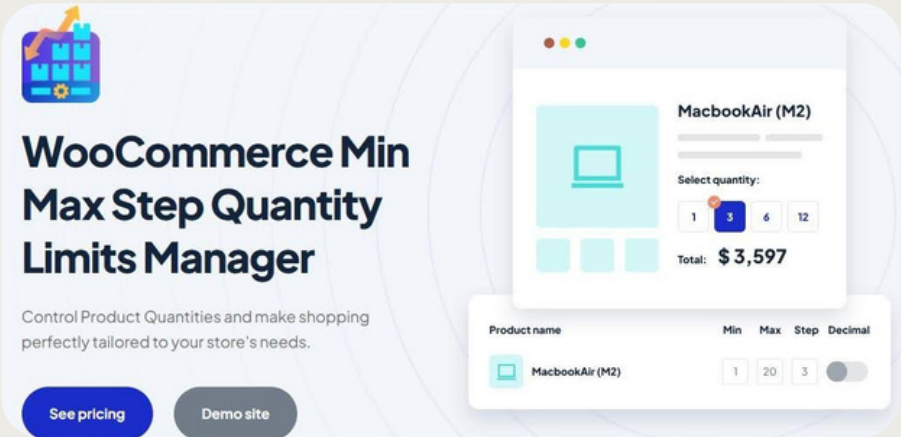 WooCommerce Min
Max Step Quantity
Limits Manager
Control Product Quantities and make shopping
perfectly tailored to your store's needs.
See pricing
Demo site
MacbookAir (M2)
Select quantity:
1 3 6 12
Total: $ 3,597
Product name Min Max Step Decimal
MacbookAir (M2) 1 20 3